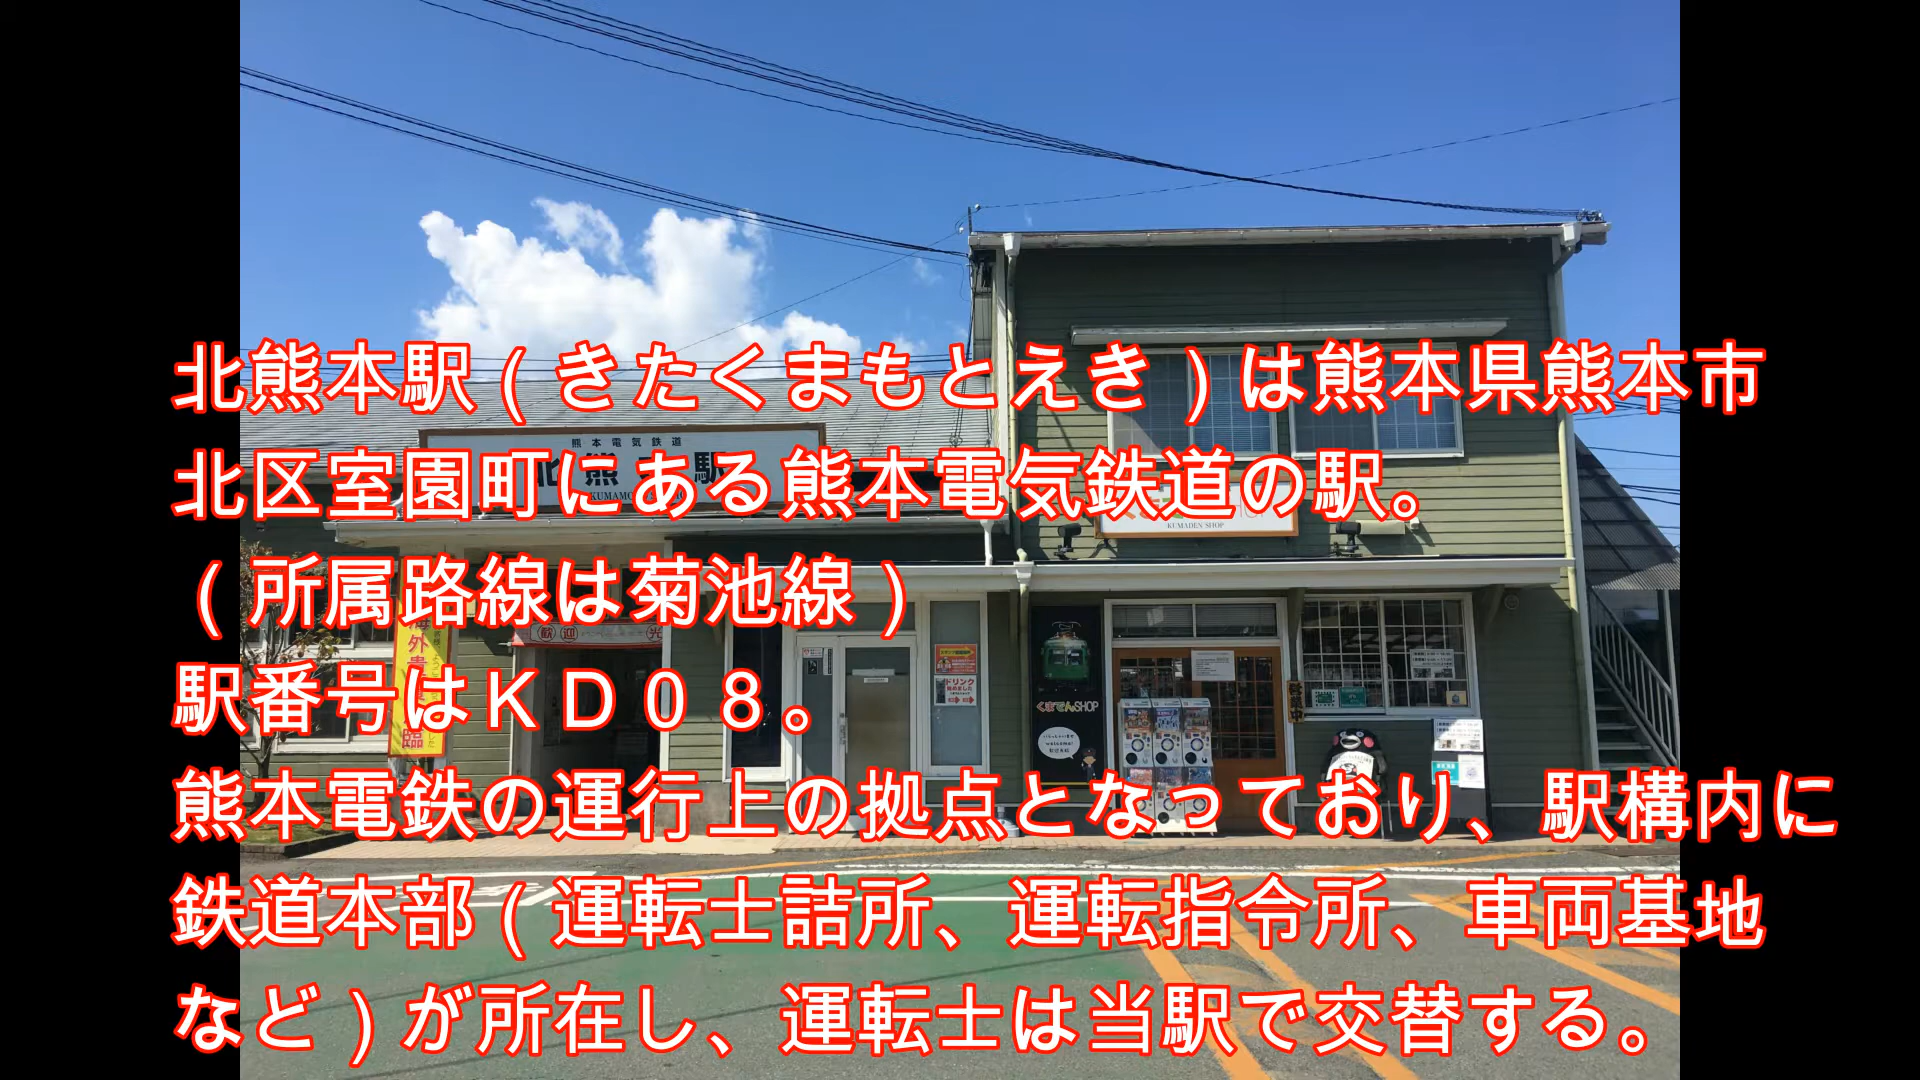 北熊本駅（きたくまもとえき）は熊本県熊本市
北区室園町にある熊本電気鉄道の駅。
（所属路線は菊池線）
駅番号はＫＤ０８。
熊本電鉄の運行上の拠点となっており、駅構内に
鉄道本部（運転士詰所、運転指令所、車両基地
など）が所在し、運転士は当駅で交替する。
熊本電気鉄道
KUMADEN SHOP
歓迎
海外
ドリンク
くまでんSHOP
welcome!